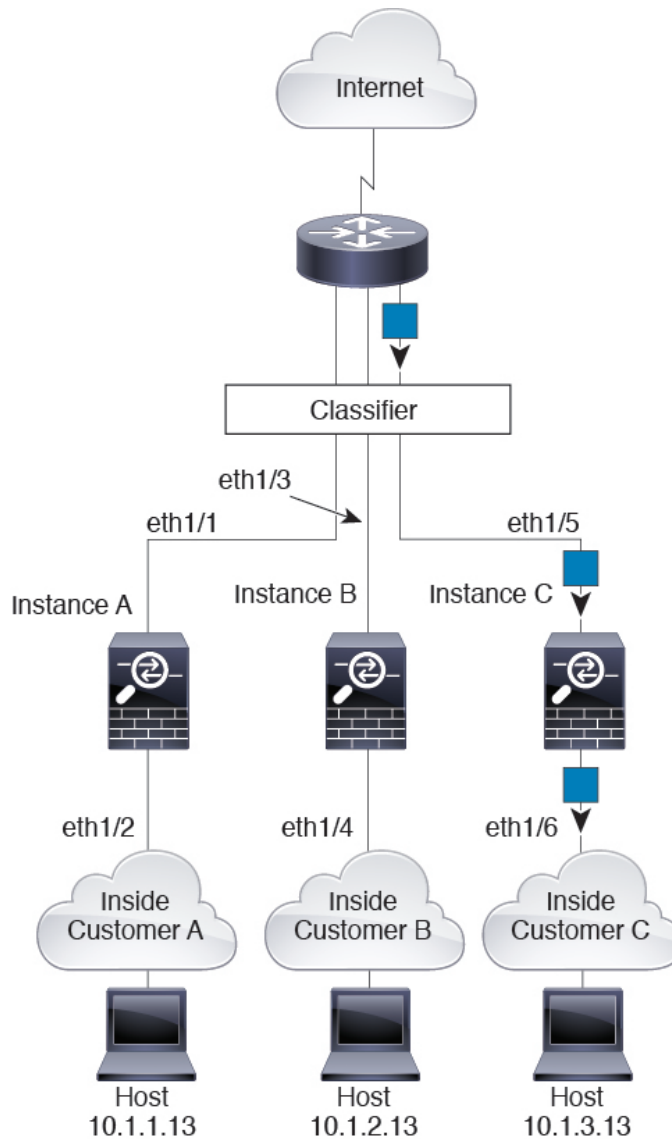 Internet
Classifier
eth1/3
eth1/1
eth1/5
Instance A
Instance B
Instance C
eth1/2
eth1/4
eth1/6
Inside
Customer A
Inside
Customer B
Inside
Customer C
Host
10.1.1.13
Host
10.1.2.13
Host
10.1.3.13